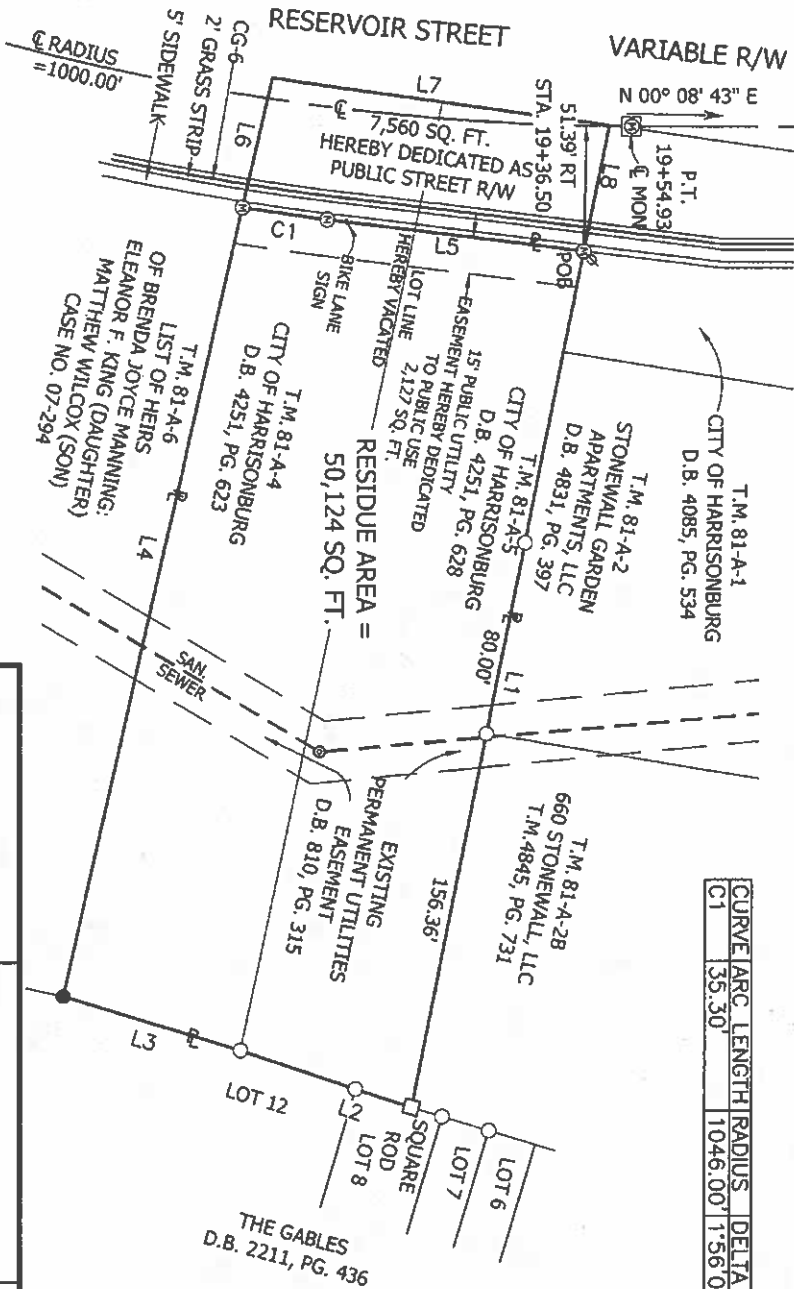 RESERVOIR STREET
VARIABLE R/W
N 00° 08' 43" E
℄ RADIUS
=1000.00'
CG-6
2' GRASS STRIP
5' SIDEWALK
L6
L7
℄
7,560 SQ. FT.
HEREBY DEDICATED AS
PUBLIC STREET R/W
51.39' RT
STA. 19+36.50
L8
P.T.
19+54.93
℄ MON
M
C1
L5
POB
BIKE LANE
SIGN
LOT LINE
HEREBY VACATED
15' PUBLIC UTILITY
EASEMENT HEREBY DEDICATED
TO PUBLIC USE
2,127 SQ. FT.
T.M. 81-A-1
CITY OF HARRISONBURG
D.B. 4085, PG. 534
T.M. 81-A-2
STONEWALL GARDEN
APARTMENTS, LLC
D.B. 4831, PG. 397
T.M. 81-A-5
CITY OF HARRISONBURG
D.B. 4251, PG. 628
T.M. 81-A-4
CITY OF HARRISONBURG
D.B. 4251, PG. 623
T.M. 81-A-6
LIST OF HEIRS
OF BRENDA JOYCE MANNING:
ELEANOR F. KING (DAUGHTER)
MATTHEW WILCOX (SON)
CASE NO. 07-294
RESIDUE AREA =
50,124 SQ. FT.
80.00'
L1
L4
SAN.
SEWER
EXISTING
PERMANENT UTILITIES
EASEMENT
D.B. 810, PG. 315
T.M. 81-A-2B
660 STONEWALL, LLC
T.M.4845, PG. 731
156.36'
CURVE ARC LENGTH RADIUS DELTA
C1 35.30' 1046.00' 1°56'0
L3
LOT 12
L2
SQUARE
ROD
LOT 8
LOT 7
LOT 6
THE GABLES
D.B. 2211, PG. 436